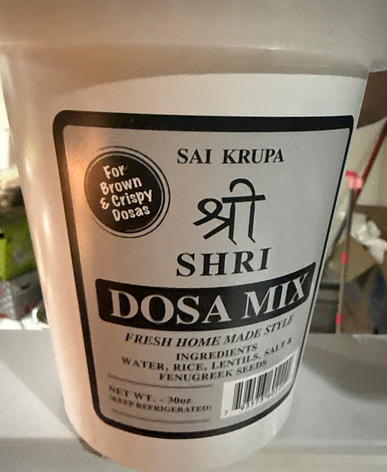 SAI KRUPA
For
Brown
& Crispy
Dosas
श्री
SHRI
DOSA MIX
FRESH HOME MADE STYLE
INGREDIENTS
WATER, RICE, LENTILS, SALT &
FENUGREEK SEEDS
NET WT. - 30oz
(KEEP REFRIGERATED)